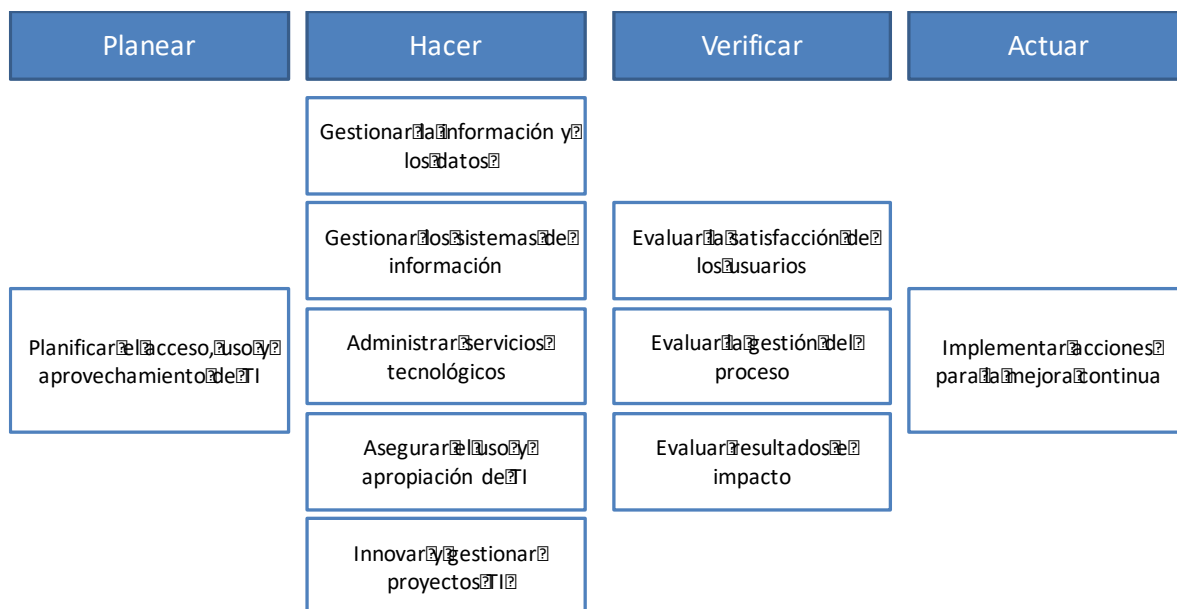 Planear
Hacer
Verificar
Actuar
Gestionar la información y
los datos
Gestionar los sistemas de
información
Evaluar la satisfacción de
los usuarios
Planificar el acceso, uso y
aprovechamiento de TI
Administrar servicios
tecnológicos
Evaluar la gestión del
proceso
Implementar acciones
para la mejora continua
Asegurar el uso y
apropiación de TI
Evaluar resultados e
impacto
Innovar y gestionar
proyectos TI